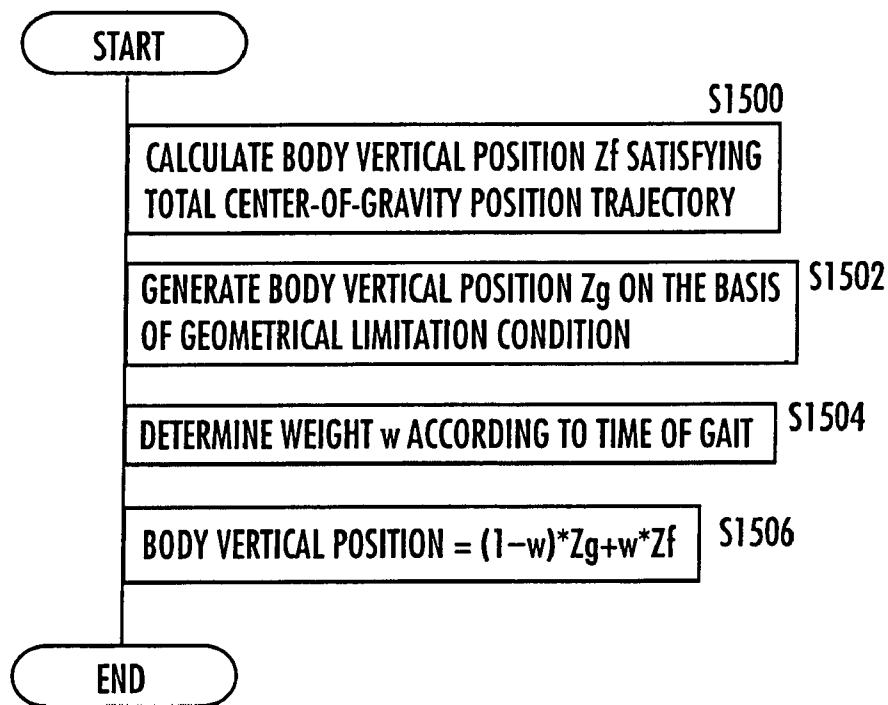 START
S1500
CALCULATE BODY VERTICAL POSITION Zf SATISFYING
TOTAL CENTER-OF-GRAVITY POSITION TRAJECTORY
S1502
GENERATE BODY VERTICAL POSITION Zg ON THE BASIS
OF GEOMETRICAL LIMITATION CONDITION
S1504
DETERMINE WEIGHT w ACCORDING TO TIME OF GAIT
BODY VERTICAL POSITION = (1−w)*Zg+w*Zf
S1506
END